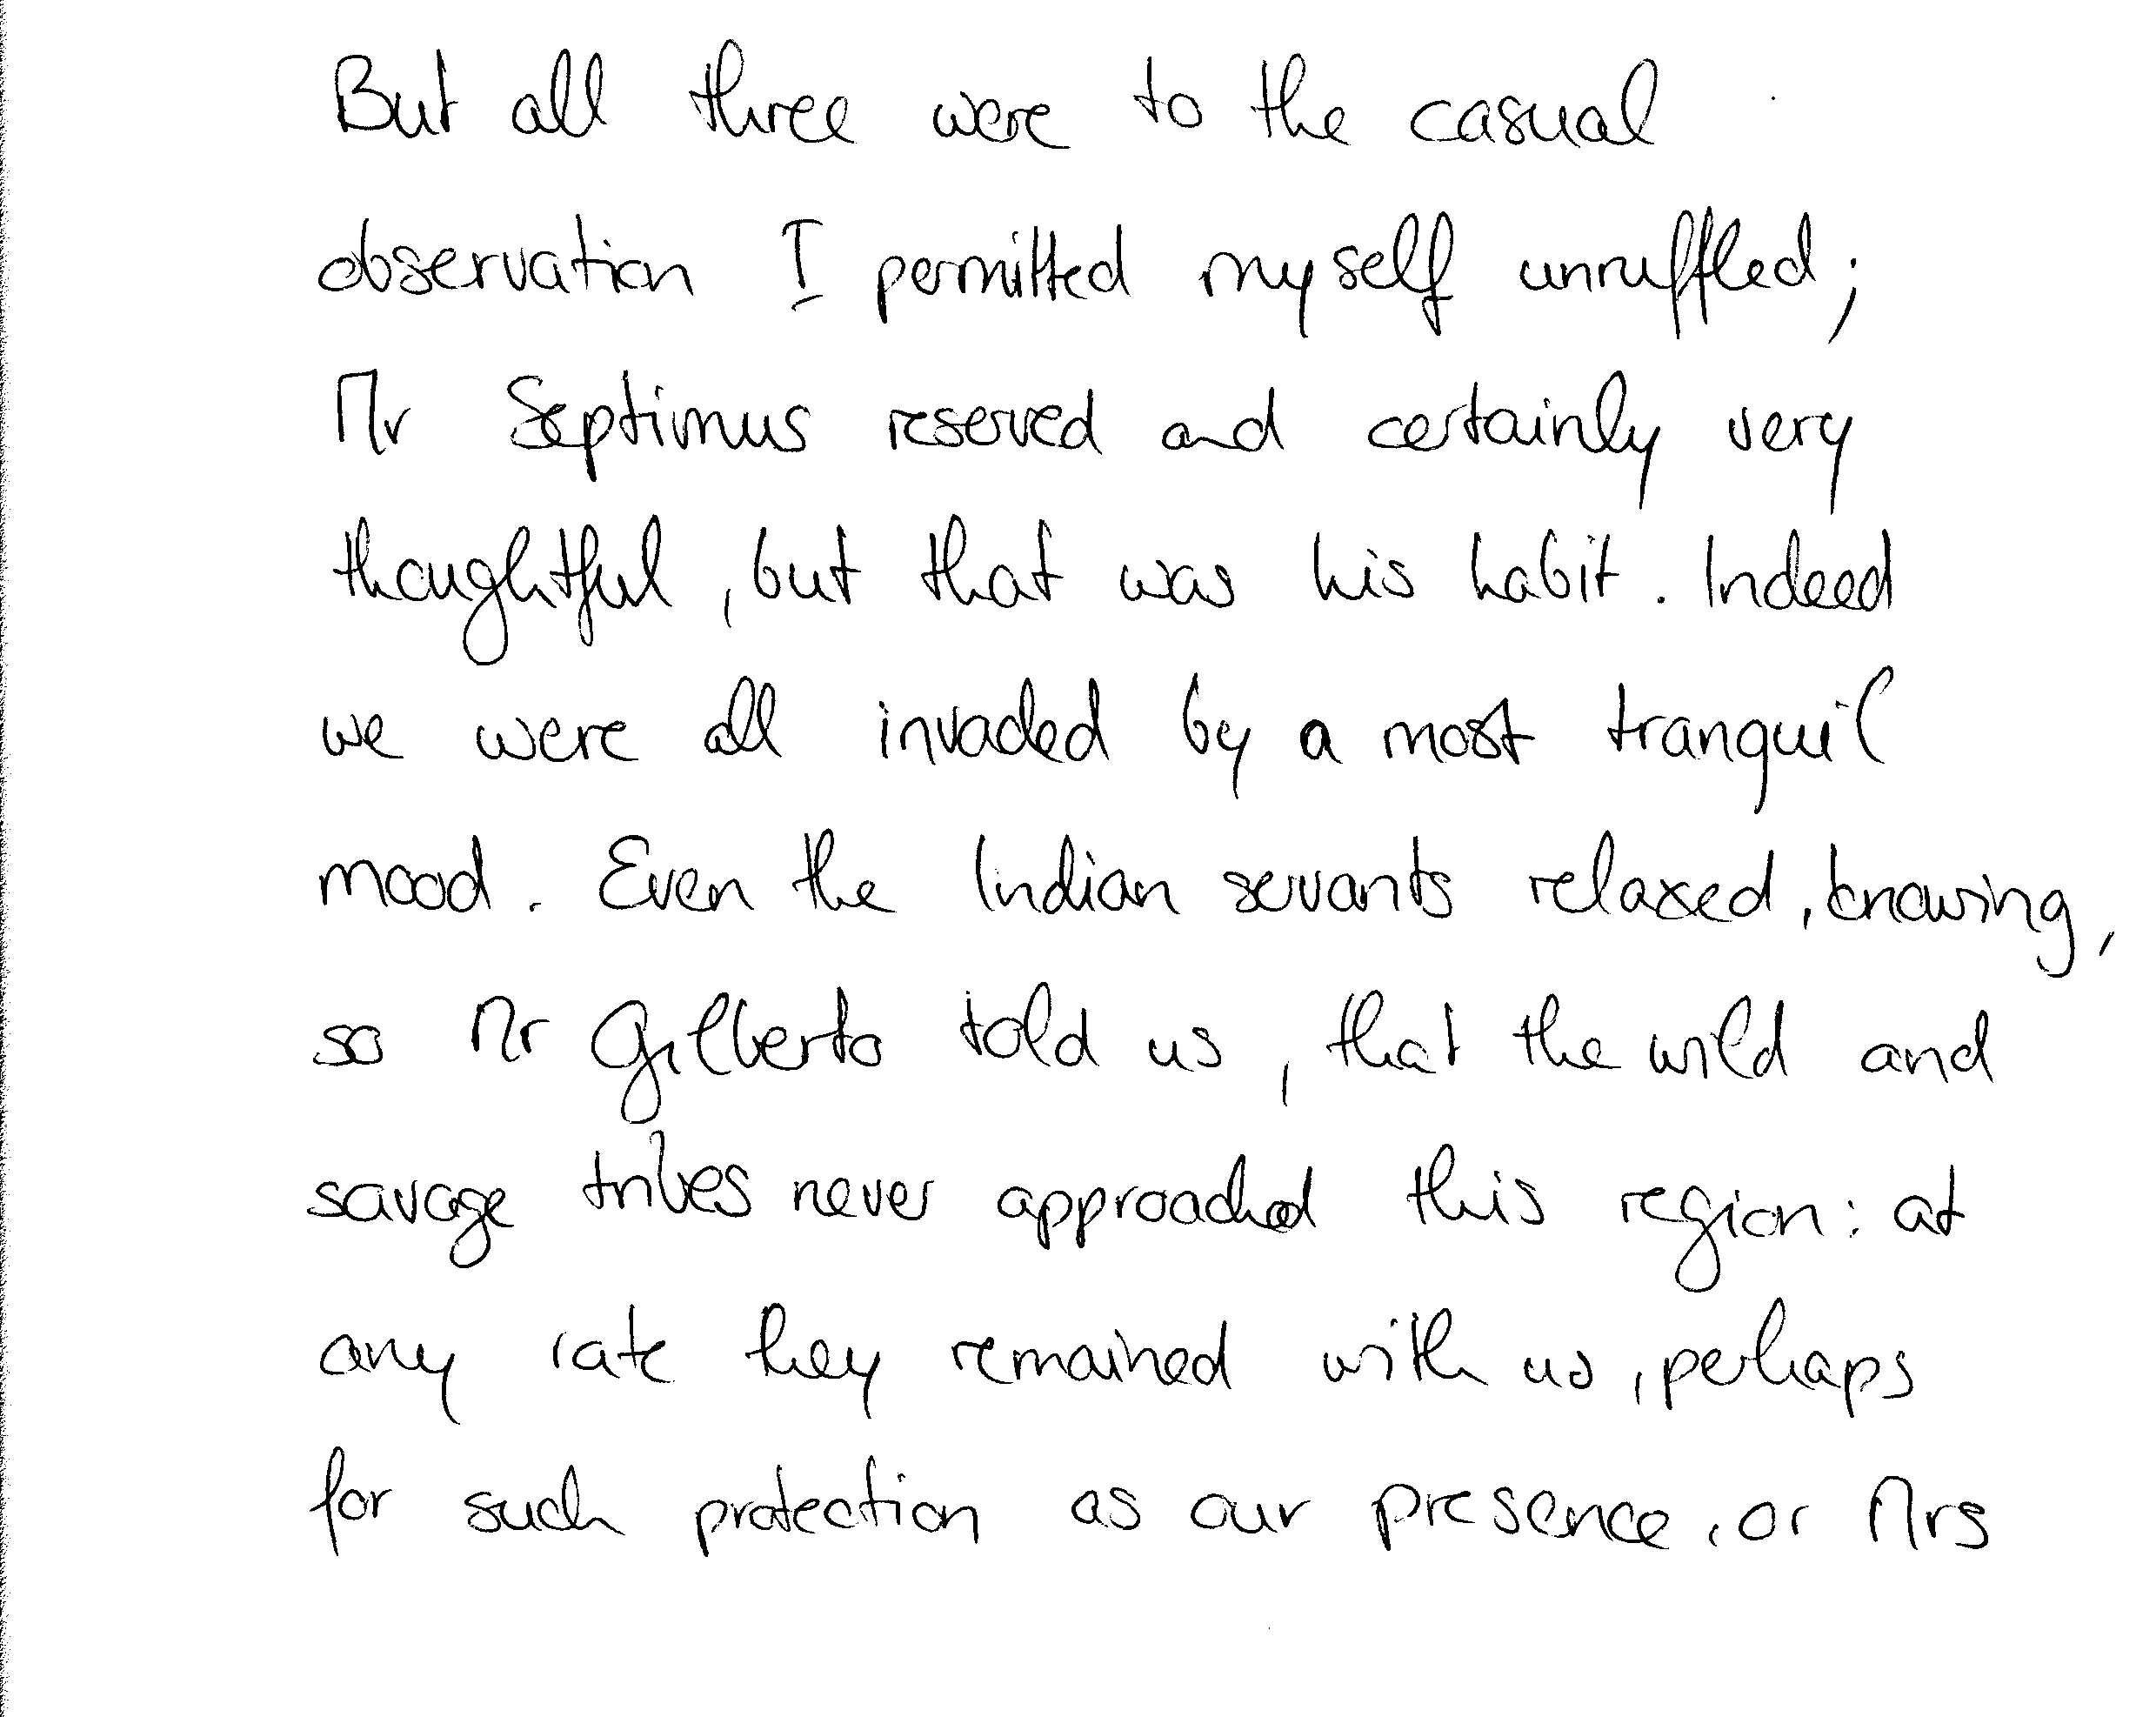 But all three were to the casual
observation I permitted myself unruffled;
Mr Septimus reserved and certainly very
thoughtful, but that was his habit. Indeed
we were all invaded by a most tranquil
mood. Even the Indian servants relaxed, knowing,
so Mr Gilberto told us, that the wild and
savage tribes never approached this region: at
any rate they remained with us, perhaps
for such protection as our presence, or Mrs